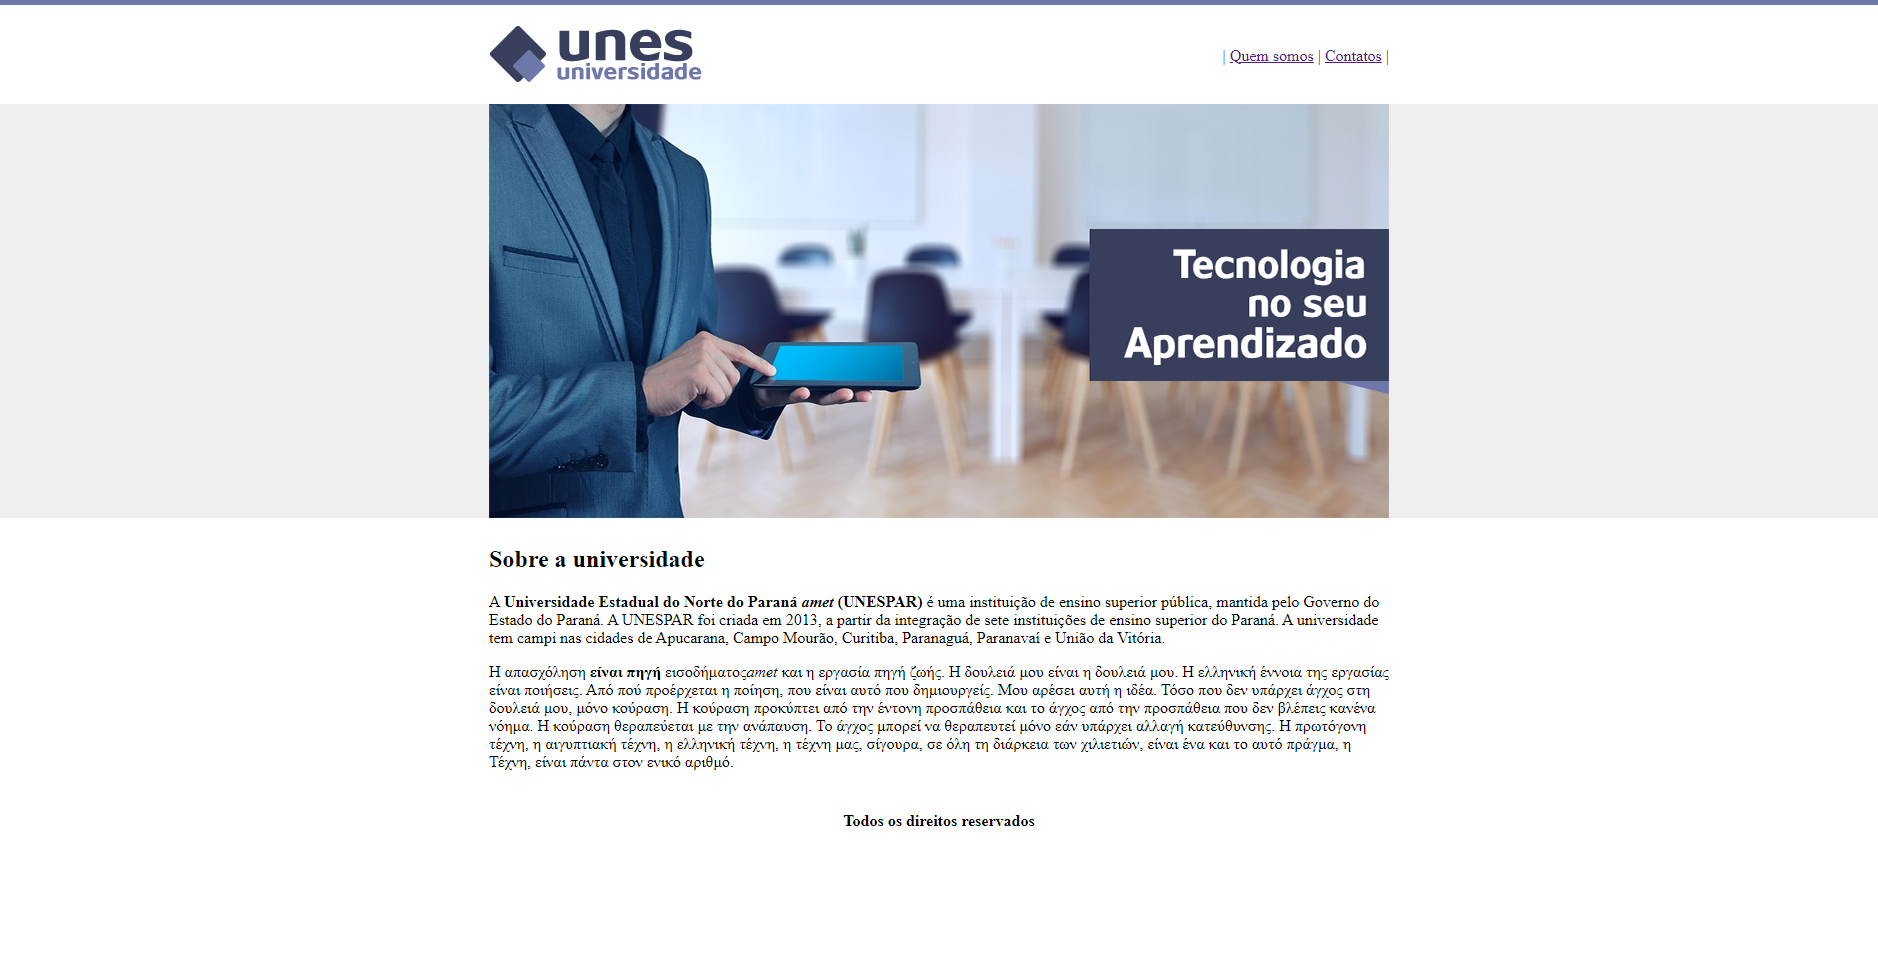 unes
universidade
| Quem somos | Contatos |
Tecnologia
no seu
Aprendizado
Sobre a universidade
A Universidade Estadual do Norte do Paraná amet (UNESPAR) é uma instituição de ensino superior pública, mantida pelo Governo do
Estado do Paraná. A UNESPAR foi criada em 2013, a partir da integração de sete instituições de ensino superior do Paraná. A universidade
tem campi nas cidades de Apucarana, Campo Mourão, Curitiba, Paranaguá, Paranavaí e União da Vitória.
Η απασχόληση είναι πηγή εισοδήματοςamet και η εργασία πηγή ζωής. Η δουλειά μου είναι η δουλειά μου. Η ελληνική έννοια της εργασίας
είναι ποιήσεις. Από πού προέρχεται η ποίηση, που είναι αυτό που δημιουργείς. Μου αρέσει αυτή η ιδέα. Τόσο που δεν υπάρχει άγχος στη
δουλειά μου, μόνο κούραση. Η κούραση προκύπτει από την έντονη προσπάθεια και το άγχος από την προσπάθεια που δεν βλέπεις κανένα
νόημα. Η κούραση θεραπεύεται με την ανάπαυση. Το άγχος μπορεί να θεραπευτεί μόνο εάν υπάρχει αλλαγή κατεύθυνσης. Η πρωτόγονη
τέχνη, η αιγυπτιακή τέχνη, η ελληνική τέχνη, η τέχνη μας, σίγουρα, σε όλη τη διάρκεια των χιλιετιών, είναι ένα και το αυτό πράγμα, η
Τέχνη, είναι πάντα στον ενικό αριθμό.
Todos os direitos reservados